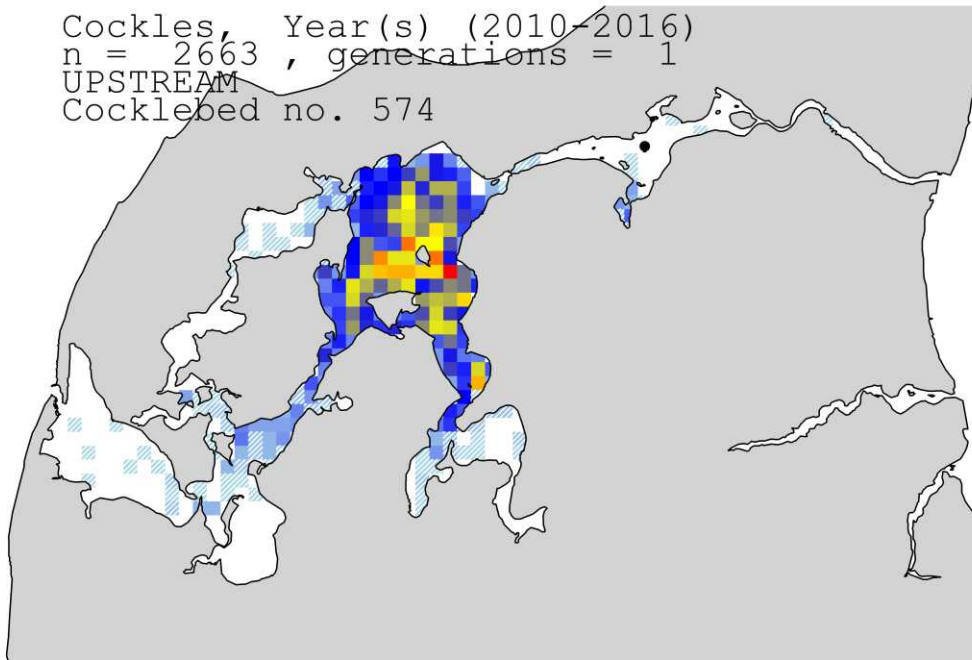 Cockles, Year(s) (2010-2016)
n = 2663 , generations = 1
UPSTREAM
Cocklebed no. 574